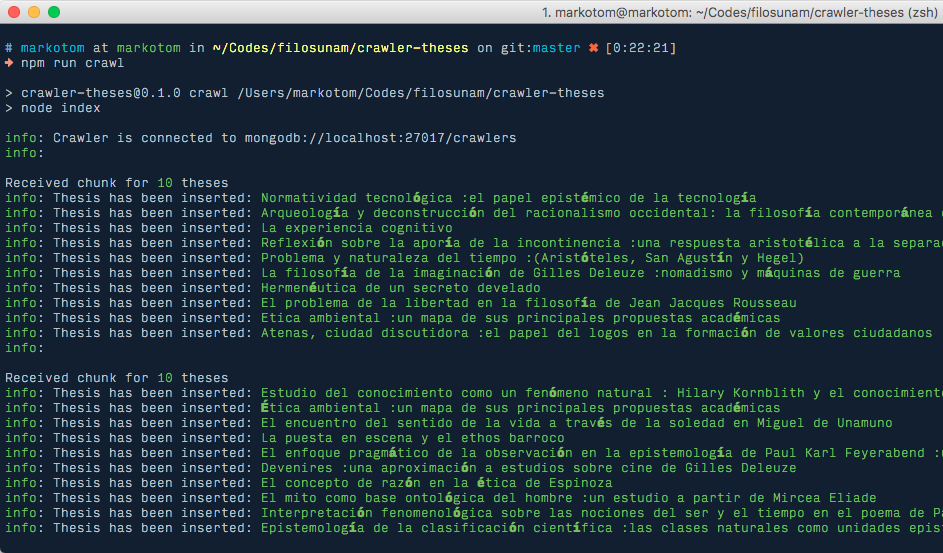 1. markotom@markotom: ~/Codes/filosunam/crawler-theses (zsh)
# markotom at markotom in ~/Codes/filosunam/crawler-theses on git:master ✖ [0:22:21]
➜ npm run crawl
> crawler-theses@0.1.0 crawl /Users/markotom/Codes/filosunam/crawler-theses
> node index
info: Crawler is connected to mongodb://localhost:27017/crawlers
info:
Received chunk for 10 theses
info: Thesis has been inserted: Normatividad tecnológica :el papel epistémico de la tecnología
info: Thesis has been inserted: Arqueología y deconstrucción del racionalismo occidental: la filosofía contemporánea
info: Thesis has been inserted: La experiencia cognitivo
info: Thesis has been inserted: Reflexión sobre la aporía de la incontinencia :una respuesta aristotélica a la separac
info: Thesis has been inserted: Problema y naturaleza del tiempo :(Aristóteles, San Agustín y Hegel)
info: Thesis has been inserted: La filosofía de la imaginación de Gilles Deleuze :nomadismo y máquinas de guerra
info: Thesis has been inserted: Hermenéutica de un secreto develado
info: Thesis has been inserted: El problema de la libertad en la filosofía de Jean Jacques Rousseau
info: Thesis has been inserted: Etica ambiental :un mapa de sus principales propuestas académicas
info: Thesis has been inserted: Atenas, ciudad discutidora :el papel del logos en la formación de valores ciudadanos
info:
Received chunk for 10 theses
info: Thesis has been inserted: Estudio del conocimiento como un fenómeno natural : Hilary Kornblith y el conocimiento
info: Thesis has been inserted: Ética ambiental :un mapa de sus principales propuestas académicas
info: Thesis has been inserted: El encuentro del sentido de la vida a través de la soledad en Miguel de Unamuno
info: Thesis has been inserted: La puesta en escena y el ethos barroco
info: Thesis has been inserted: El enfoque pragmático de la observación en la epistemología de Paul Karl Feyerabend :
info: Thesis has been inserted: Devenires :una aproximación a estudios sobre cine de Gilles Deleuze
info: Thesis has been inserted: El concepto de razón en la ética de Espinoza
info: Thesis has been inserted: El mito como base ontológica del hombre :un estudio a partir de Mircea Eliade
info: Thesis has been inserted: Interpretación fenomenológica sobre las nociones del ser y el tiempo en el poema de Pa
info: Thesis has been inserted: Epistemología de la clasificación científica :las clases naturales como unidades epist